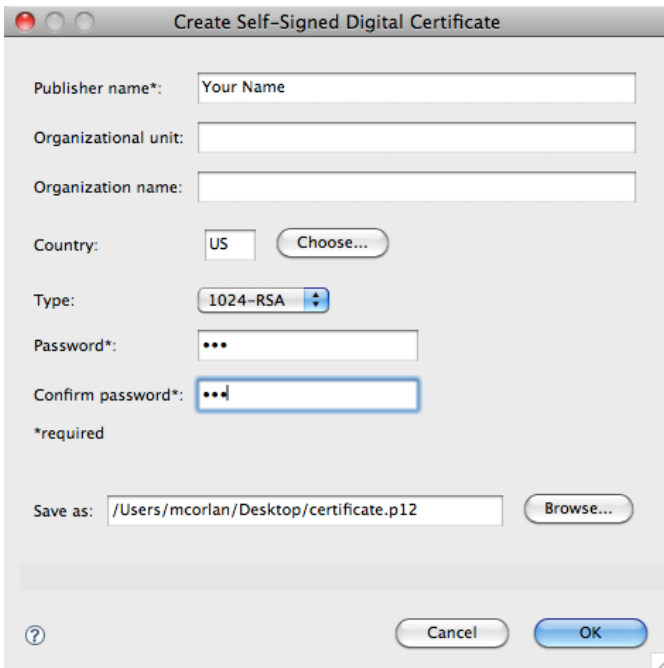 Create Self-Signed Digital Certificate
Publisher name*: Your Name
Organizational unit:
Organization name:
Country: US Choose...
Type: 1024-RSA
Password*: •••
Confirm password*: •••
*required
Save as: /Users/mcorlan/Desktop/certificate.p12 Browse...
? Cancel OK